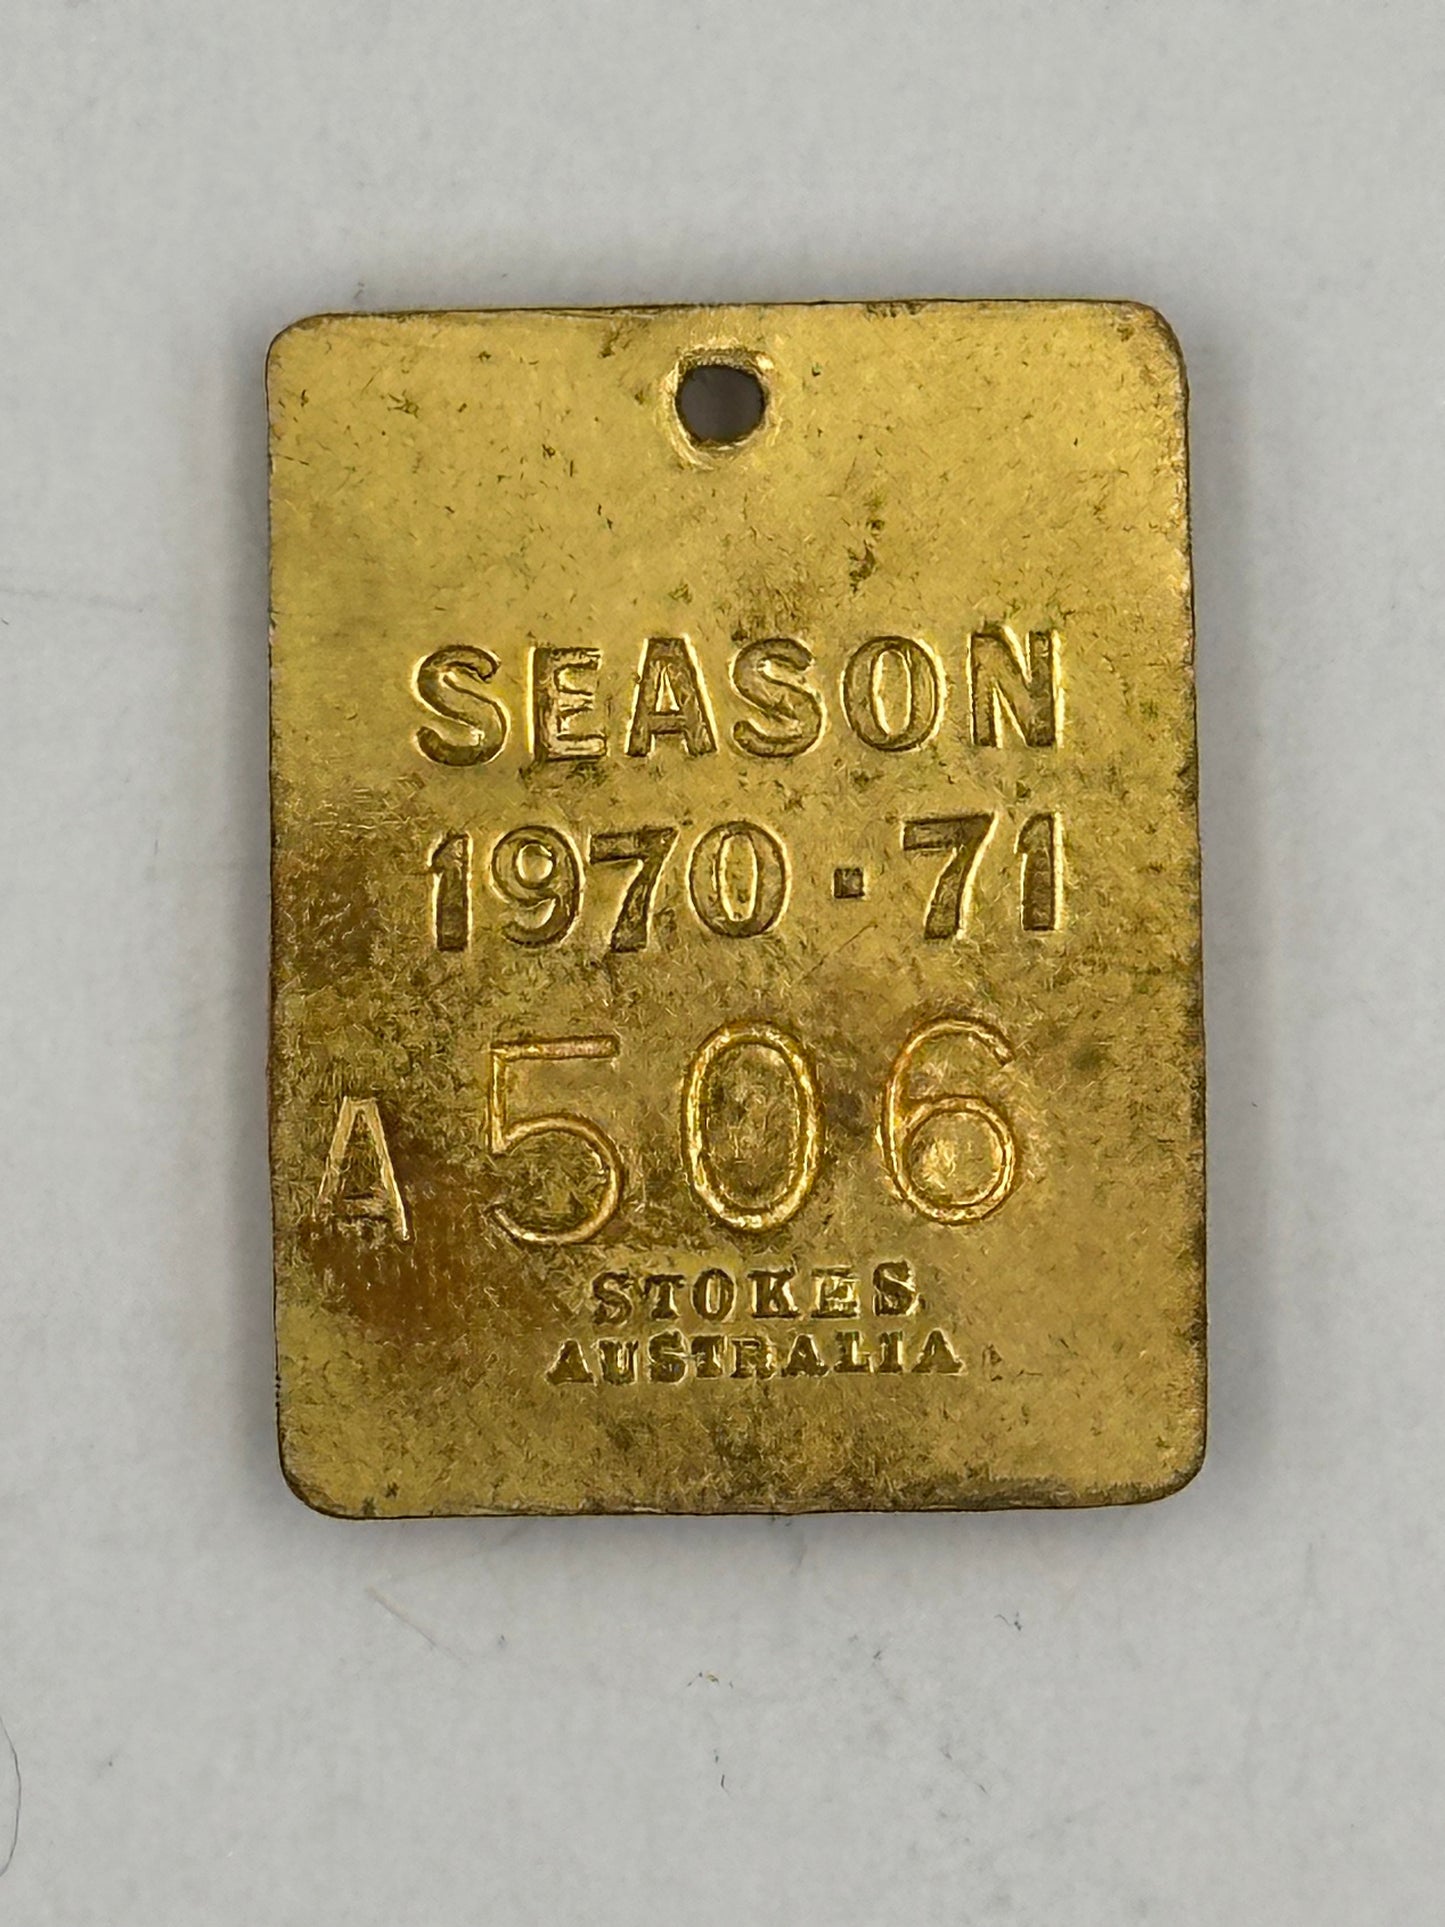 SEASON
1970.71
A506
STOKES
AUSTRALIA